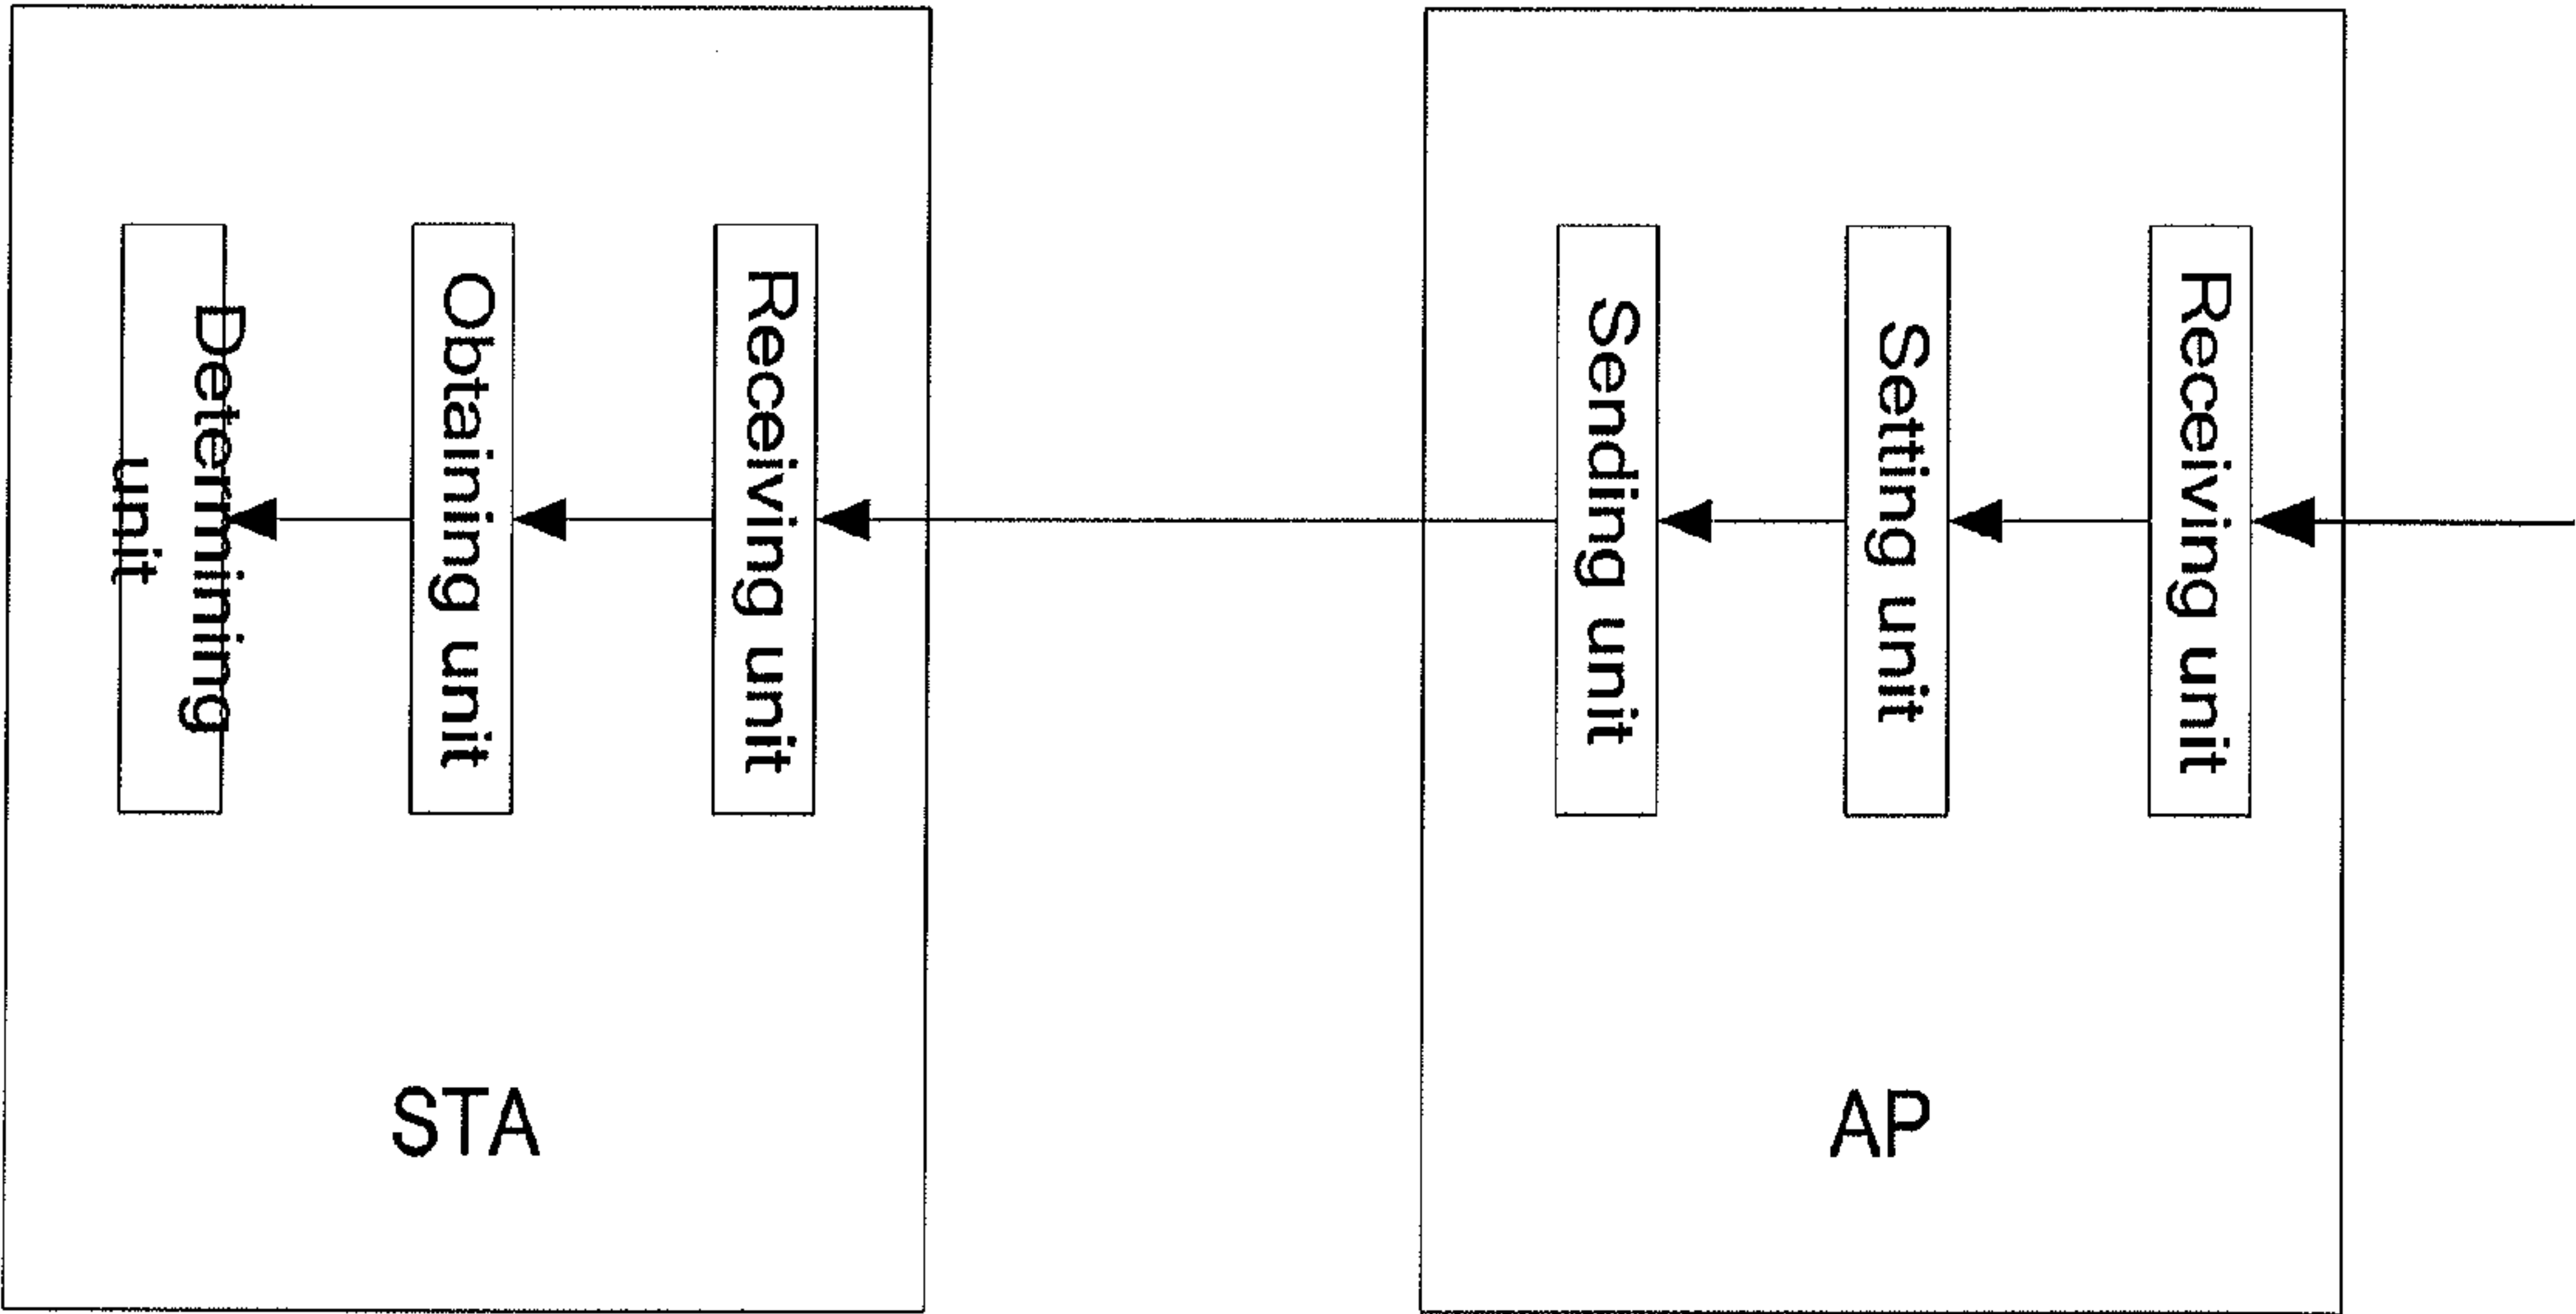 Determining
unit
Obtaining unit
Receiving unit
STA
Sending unit
Setting unit
Receiving unit
AP